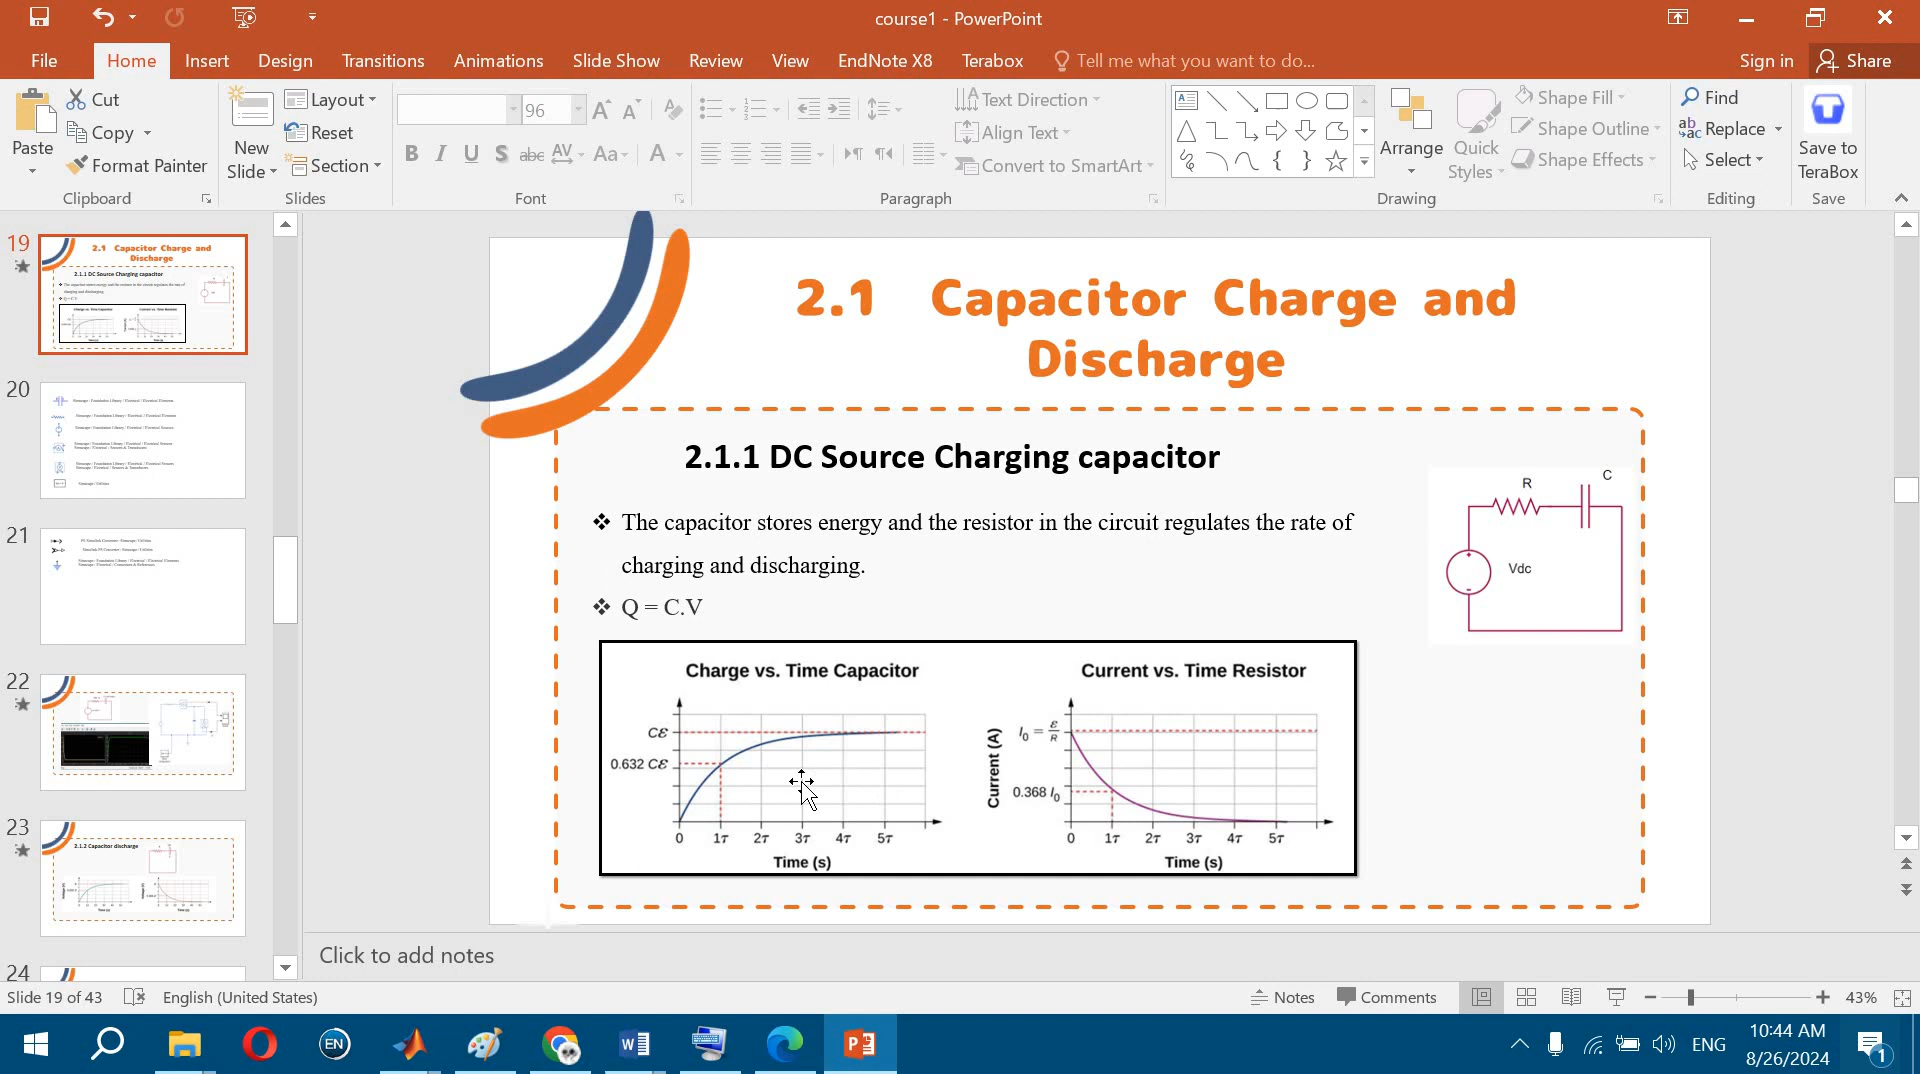 course1 - PowerPoint
File Home Insert Design Transitions Animations Slide Show Review View EndNote X8 Terabox Tell me what you want to do... Sign in Share
Paste Cut Copy Format Painter Clipboard
New Slide Layout Reset Section Slides
96 Font
Text Direction Align Text Convert to SmartArt Paragraph
Arrange Quick Styles Shape Fill Shape Outline Shape Effects Drawing
Find Replace Select Editing
Save to TeraBox Save
19
2.1 Capacitor Charge and
Discharge
2.1.1 DC Source Charging capacitor
20
21
22
23
2.1.2 Capacitor discharge
24
2.1 Capacitor Charge and
Discharge
2.1.1 DC Source Charging capacitor
❖ The capacitor stores energy and the resistor in the circuit regulates the rate of
charging and discharging.
❖ Q = C.V
R C
Vdc
Charge vs. Time Capacitor
Cℰ
0.632 Cℰ
0 1τ 2τ 3τ 4τ 5τ
Time (s)
Current vs. Time Resistor
Current (A)
I0 = ℰ/R
0.368 I0
0 1τ 2τ 3τ 4τ 5τ
Time (s)
Click to add notes
Slide 19 of 43 English (United States) Notes Comments 43%
EN ENG 10:44 AM
8/26/2024 1